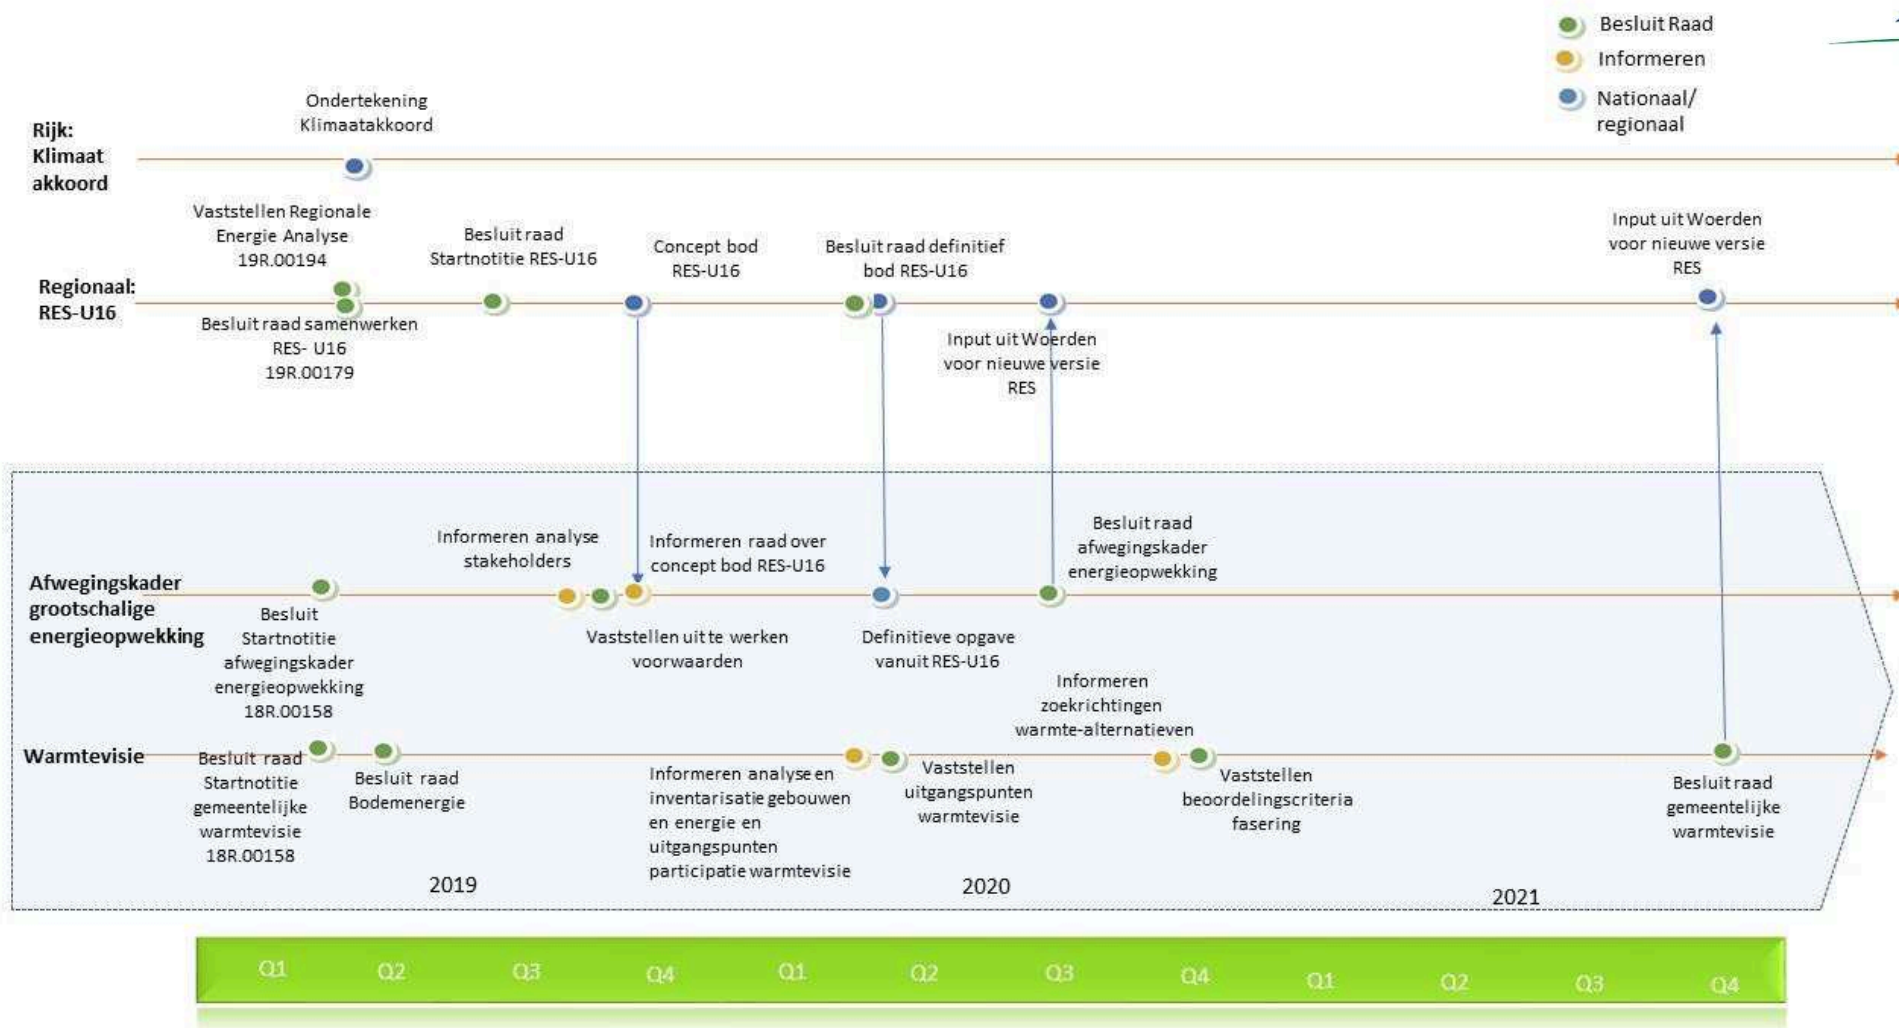 Besluit Raad
Informeren
Nationaal/
regionaal
Ondertekening
Klimaatakkoord
Rijk:
Klimaat
akkoord
Vaststellen Regionale
Energie Analyse
19R.00194
Besluit raad
Startnotitie RES-U16
Concept bod
RES-U16
Besluit raad definitief
bod RES-U16
Input uit Woerden
voor nieuwe versie
RES
Regionaal:
RES-U16
Besluit raad samenwerken
RES- U16
19R.00179
Input uit Woerden
voor nieuwe versie
RES
Informeren analyse
stakeholders
Informeren raad over
concept bod RES-U16
Besluit raad
afwegingskader
energieopwekking
Afwegingskader
grootschalige
energieopwekking
Besluit
Startnotitie
afwegingskader
energieopwekking
18R.00158
Vaststellen uit te werken
voorwaarden
Definitieve opgave
vanuit RES-U16
Informeren
zoekrichtingen
warmte-alternatieven
Warmtevisie
Besluit raad
Startnotitie
gemeentelijke
warmtevisie
18R.00158
Besluit raad
Bodemenergie
Informeren analyse en
inventarisatie gebouwen
en energie en
uitgangspunten
participatie warmtevisie
Vaststellen
uitgangspunten
warmtevisie
Vaststellen
beoordelingscriteria
fasering
Besluit raad
gemeentelijke
warmtevisie
2019
2020
2021
Q1
Q2
Q3
Q4
Q1
Q2
Q3
Q4
Q1
Q2
Q3
Q4